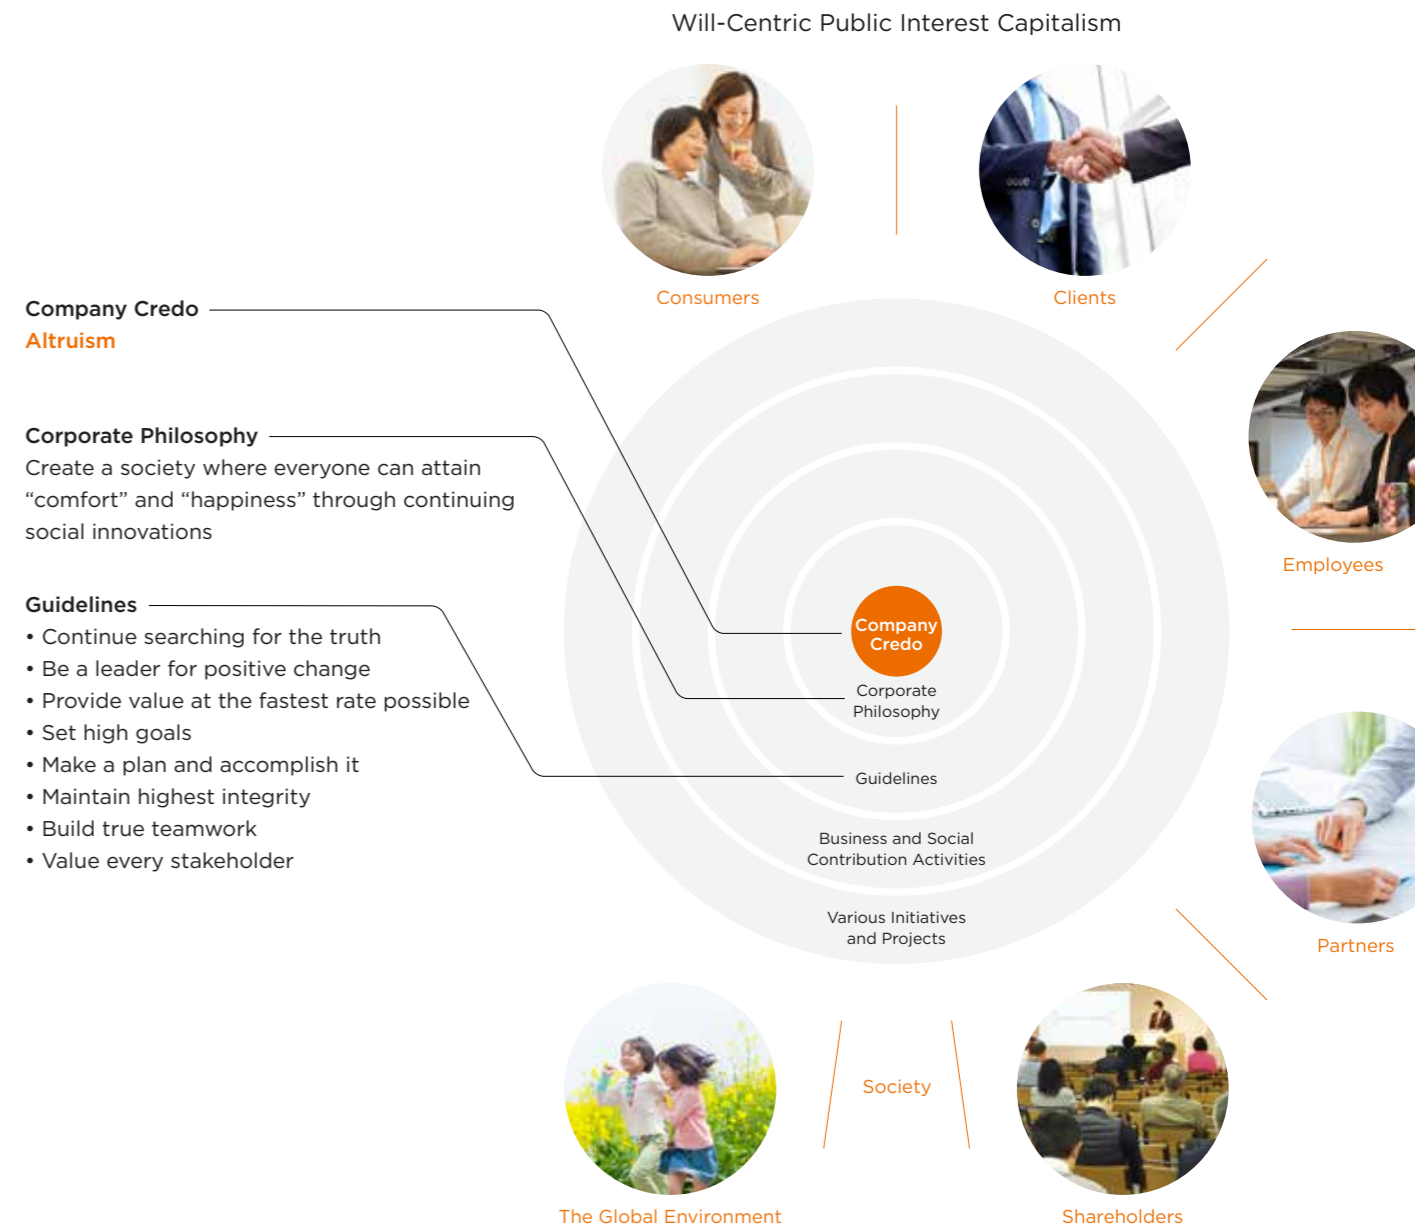 Will-Centric Public Interest Capitalism
Consumers
Clients
Company Credo
Altruism
Corporate Philosophy
Create a society where everyone can attain
“comfort” and “happiness” through continuing
social innovations
Guidelines
• Continue searching for the truth
• Be a leader for positive change
• Provide value at the fastest rate possible
• Set high goals
• Make a plan and accomplish it
• Maintain highest integrity
• Build true teamwork
• Value every stakeholder
Company
Credo
Corporate
Philosophy
Guidelines
Business and Social
Contribution Activities
Various Initiatives
and Projects
Employees
Partners
Society
The Global Environment
Shareholders